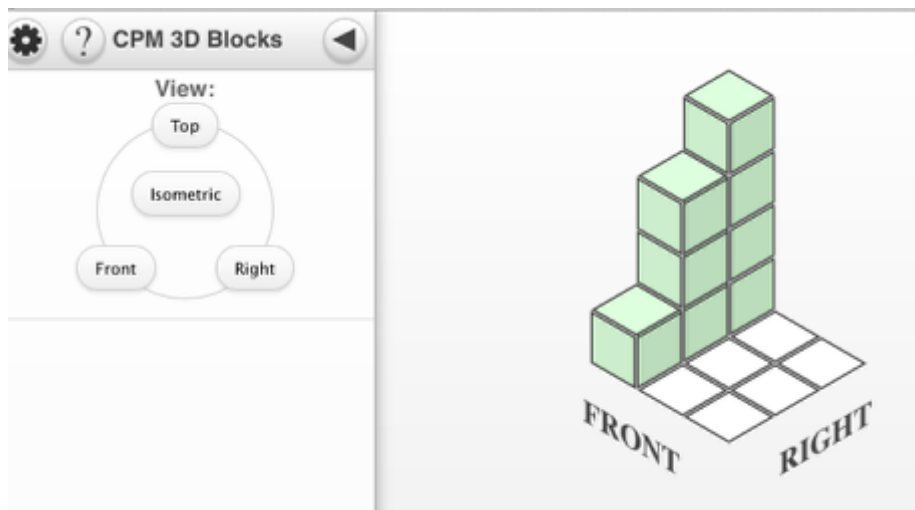 ? CPM 3D Blocks
View:
Top
Isometric
Front Right
FRONT RIGHT